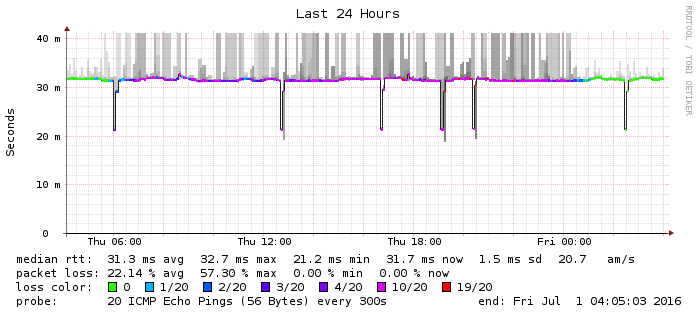 Last 24 Hours
RRDTOOL / TOBI OETIKER
Seconds
40 m
30 m
20 m
10 m
0
Thu 06:00 Thu 12:00 Thu 18:00 Fri 00:00
median rtt: 31.3 ms avg 32.7 ms max 21.2 ms min 31.7 ms now 1.5 ms sd 20.7 am/s
packet loss: 22.14 % avg 57.30 % max 0.00 % min 0.00 % now
loss color: 0 1/20 2/20 3/20 4/20 10/20 19/20
probe: 20 ICMP Echo Pings (56 Bytes) every 300s end: Fri Jul 1 04:05:03 2016